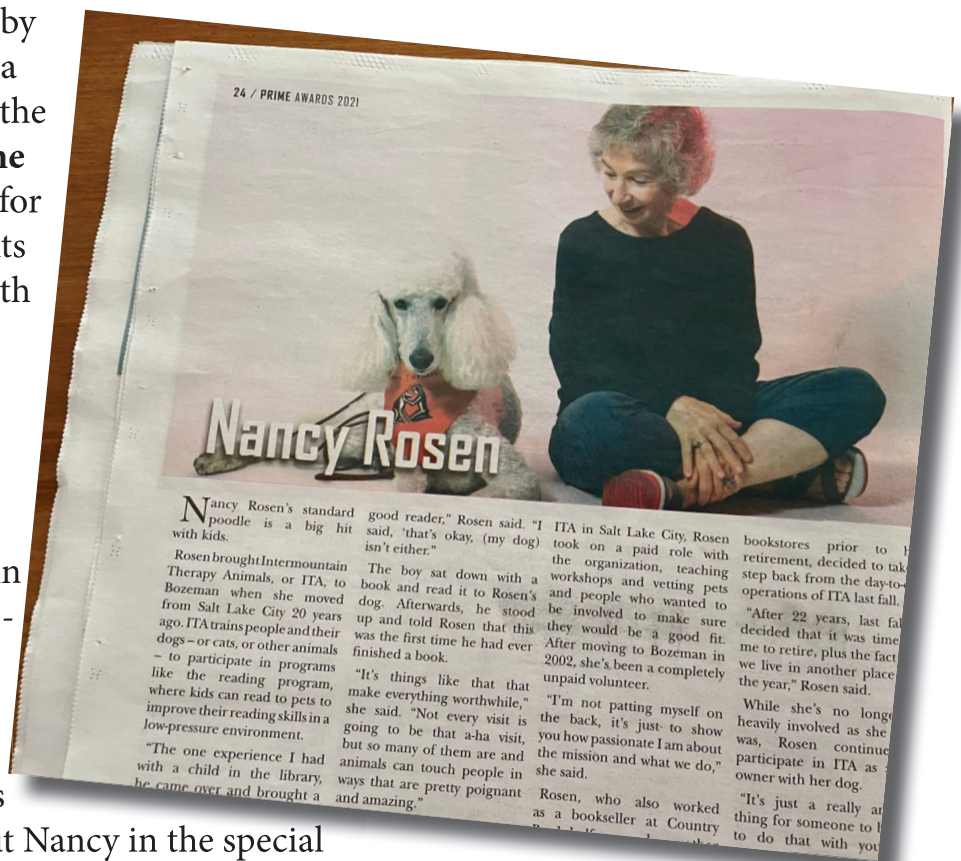 by
a
the
for
th
in
-
Nancy in the special
24 / PRIME AWARDS 2021
Nancy Rosen
Nancy Rosen's standard
poodle is a big hit
with kids.
Rosen brought Intermountain
Therapy Animals, or ITA, to
Bozeman when she moved
from Salt Lake City 20 years
ago. ITA trains people and their
dogs – or cats, or other animals
– to participate in programs
like the reading program,
where kids can read to pets to
improve their reading skills in a
low-pressure environment.
"The one experience I had
with a child in the library,
he came over and brought a
good reader," Rosen said. "I
said, 'that's okay, (my dog)
isn't either."
The boy sat down with a
book and read it to Rosen's
dog. Afterwards, he stood
up and told Rosen that this
was the first time he had ever
finished a book.
"It's things like that that
make everything worthwhile,"
she said. "Not every visit is
going to be that a-ha visit,
but so many of them are and
animals can touch people in
ways that are pretty poignant
and amazing."
ITA in Salt Lake City, Rosen
took on a paid role with
the organization, teaching
workshops and vetting pets
and people who wanted to
be involved to make sure
they would be a good fit.
After moving to Bozeman in
2002, she's been a completely
unpaid volunteer.
"I'm not patting myself on
the back, it's just to show
you how passionate I am about
the mission and what we do,"
she said.
Rosen, who also worked
as a bookseller at Country
bookstores prior to
retirement, decided to
step back from the day-to-
operations of ITA last fall.
"After 22 years, last
decided that it was time
me to retire, plus the fact
we live in another place
the year," Rosen said.
While she's no
heavily involved as she
was, Rosen
participate in ITA as
owner with her dog.
"It's just a really
thing for someone to
to do that with